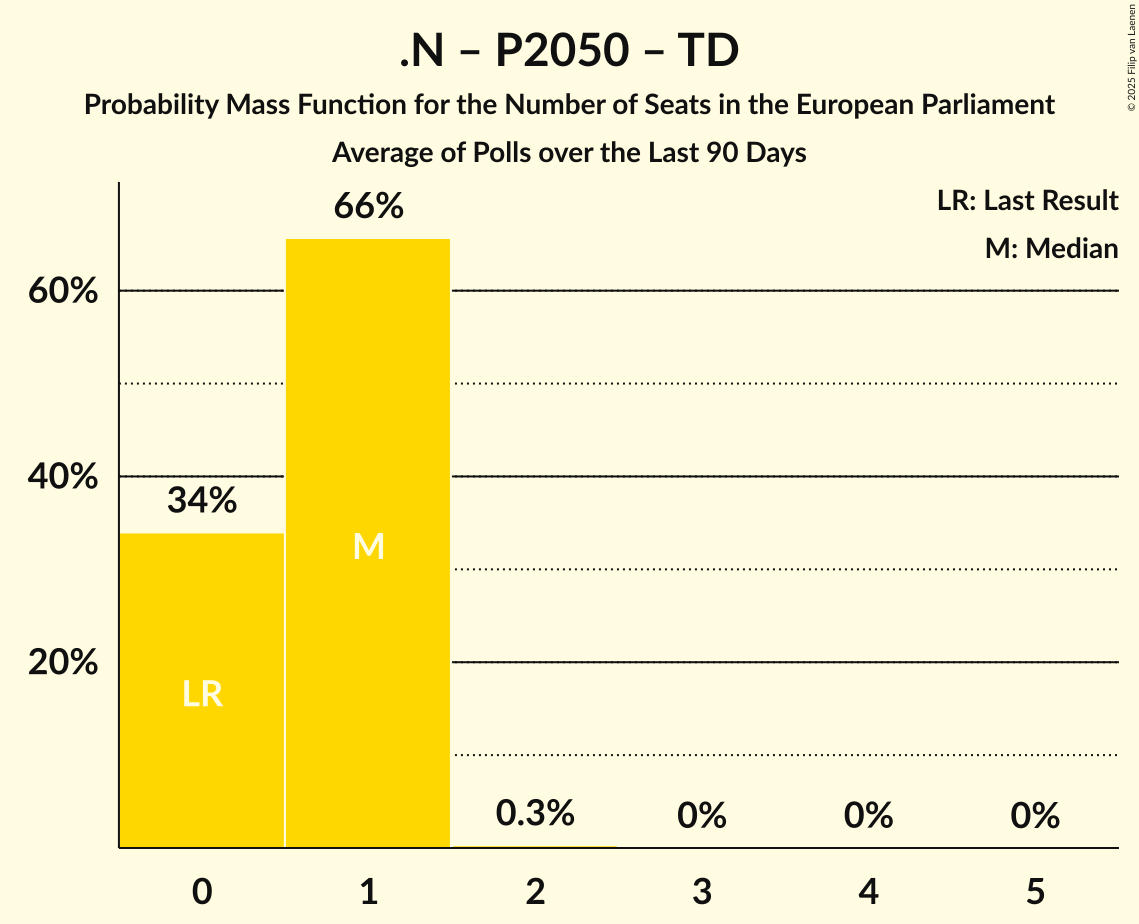 .N – P2050 – TD
Probability Mass Function for the Number of Seats in the European Parliament
Average of Polls over the Last 90 Days
© 2025 Filip van Laenen
LR: Last Result
M: Median
66%
60%
40%
34%
M
20%
LR
0.3%
0%
0%
0%
0
1
2
3
4
5